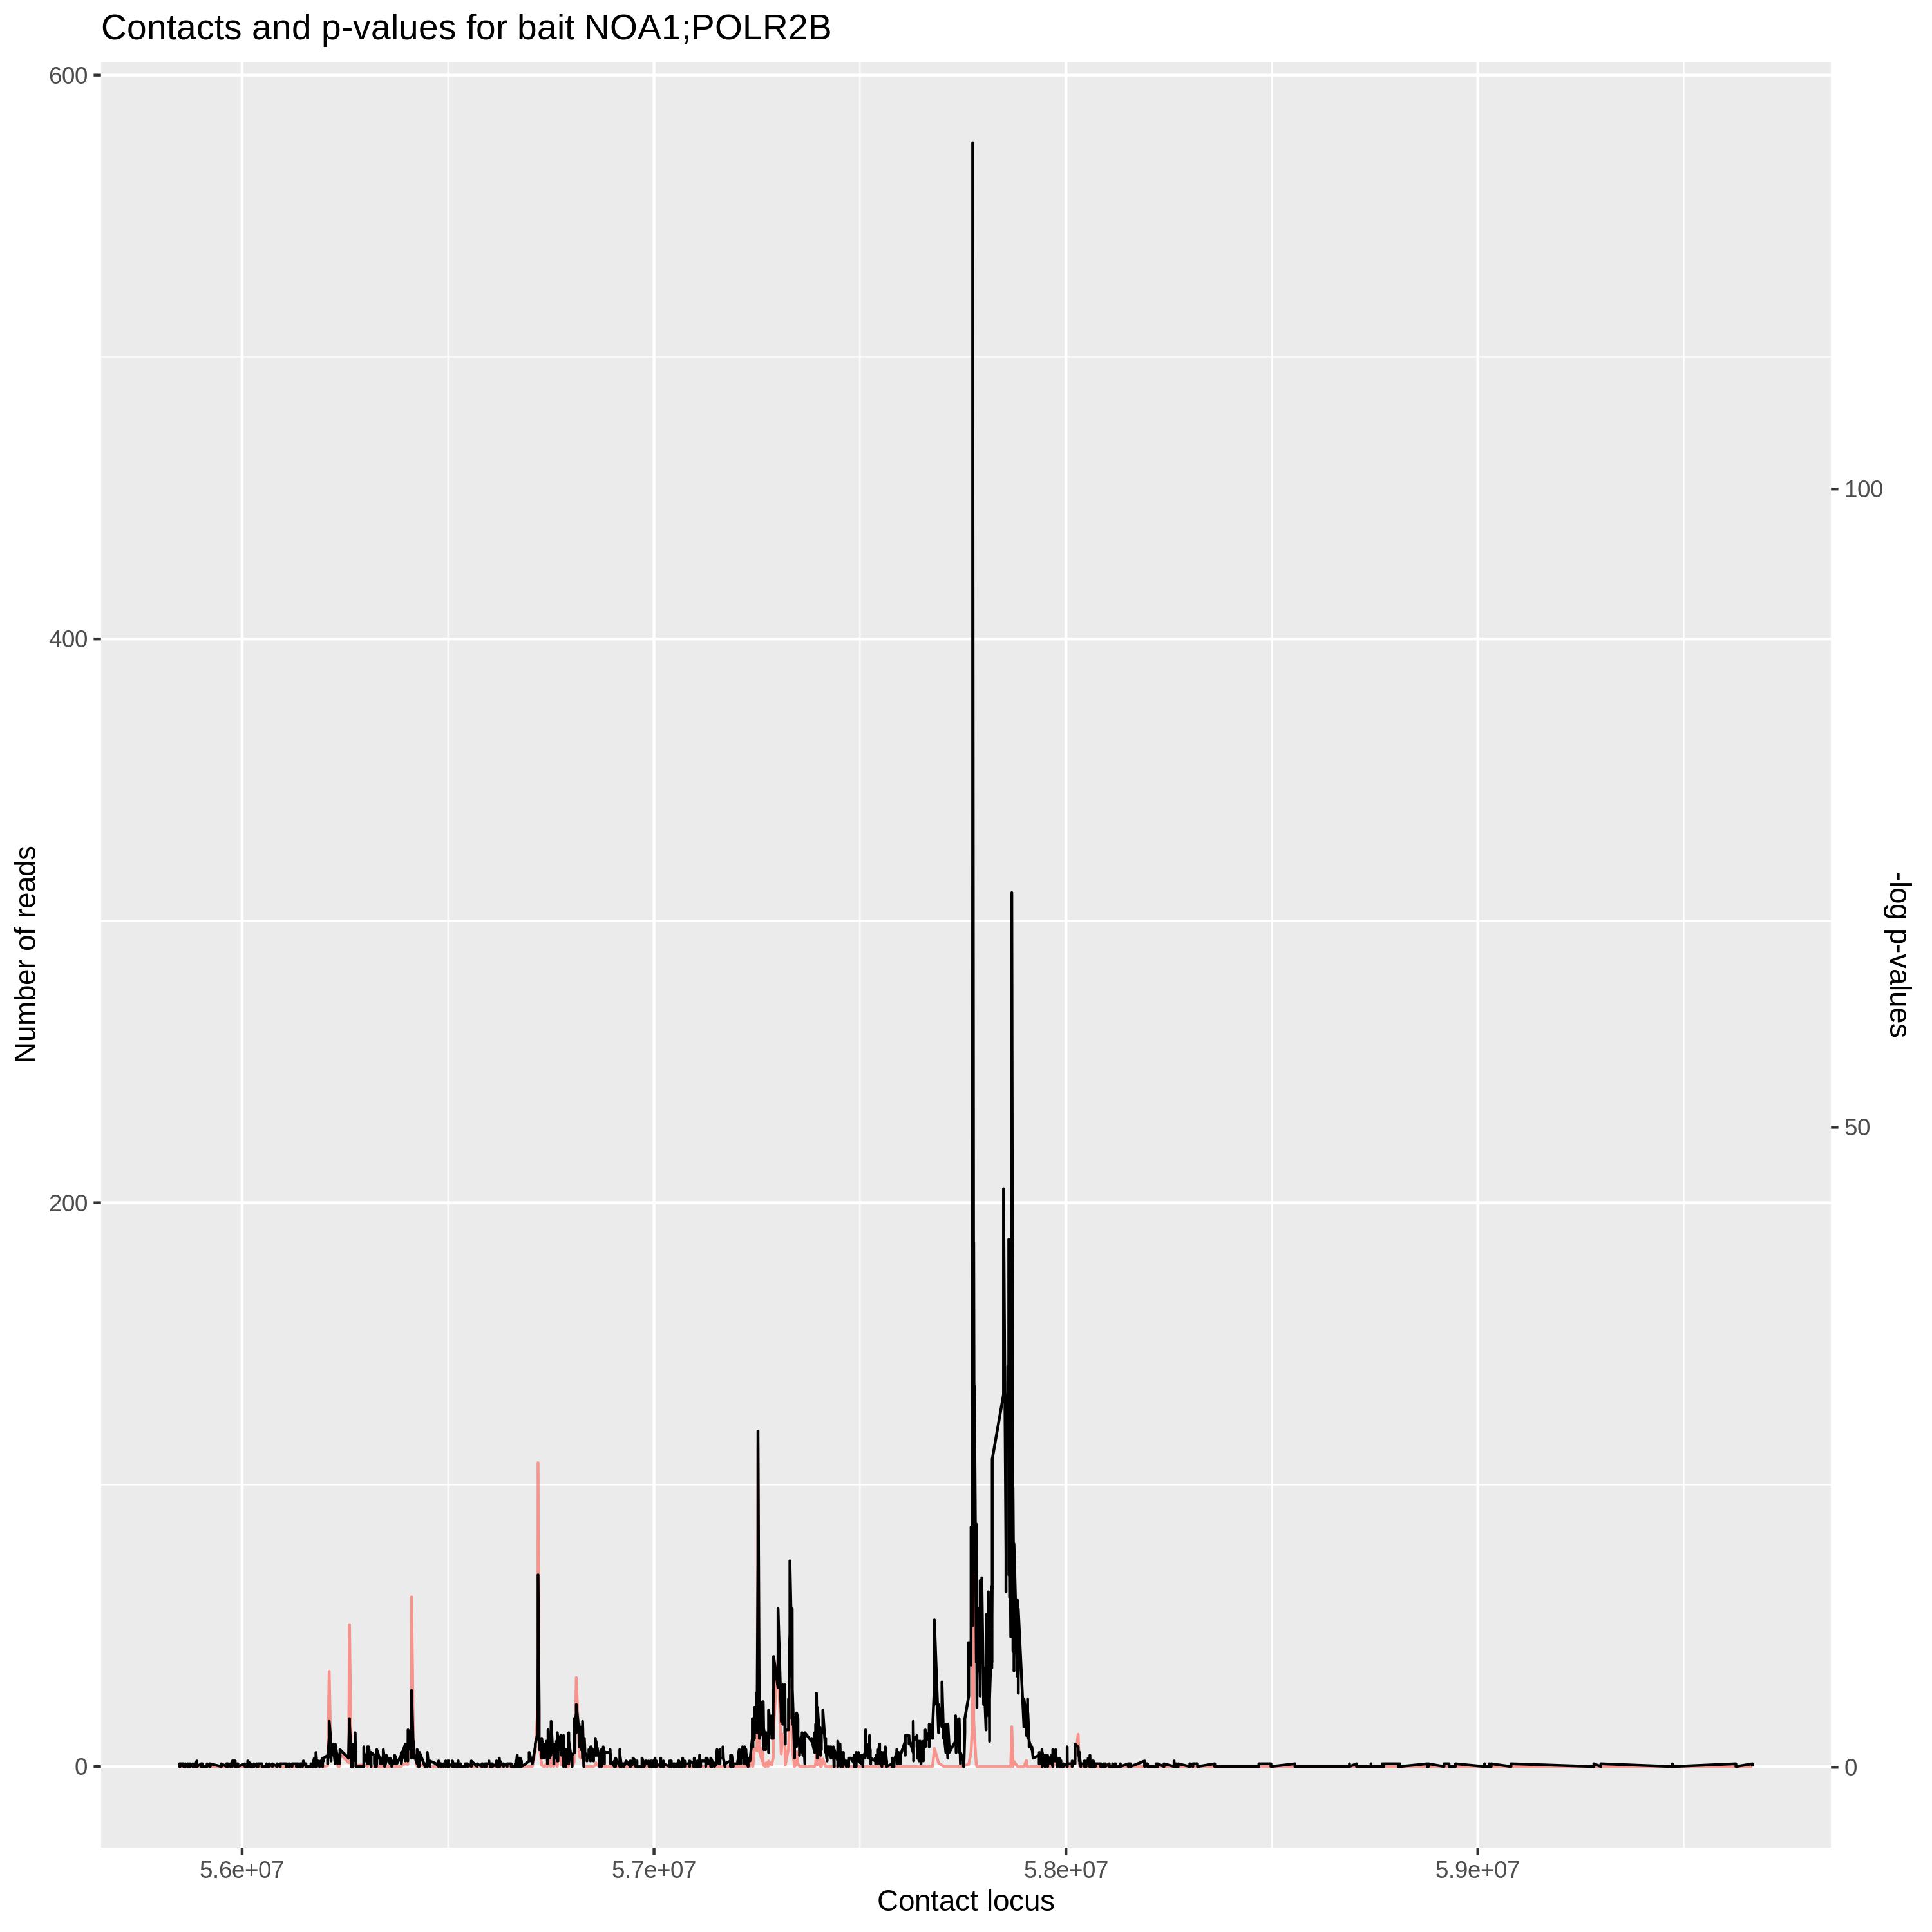 Contacts and p-values for bait NOA1;POLR2B
600
400
200
0
Number of reads
100
50
0
-log p-values
5.6e+07 5.7e+07 5.8e+07 5.9e+07
Contact locus